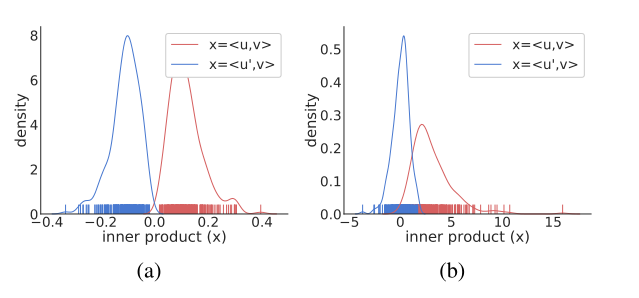 8
6
4
2
0
density
−0.4 −0.2 0.0 0.2 0.4
inner product (x)
x=<u,v>
x=<u',v>
(a)
0.5
0.4
0.3
0.2
0.1
0.0
density
−5 0 5 10 15
inner product (x)
x=<u,v>
x=<u',v>
(b)